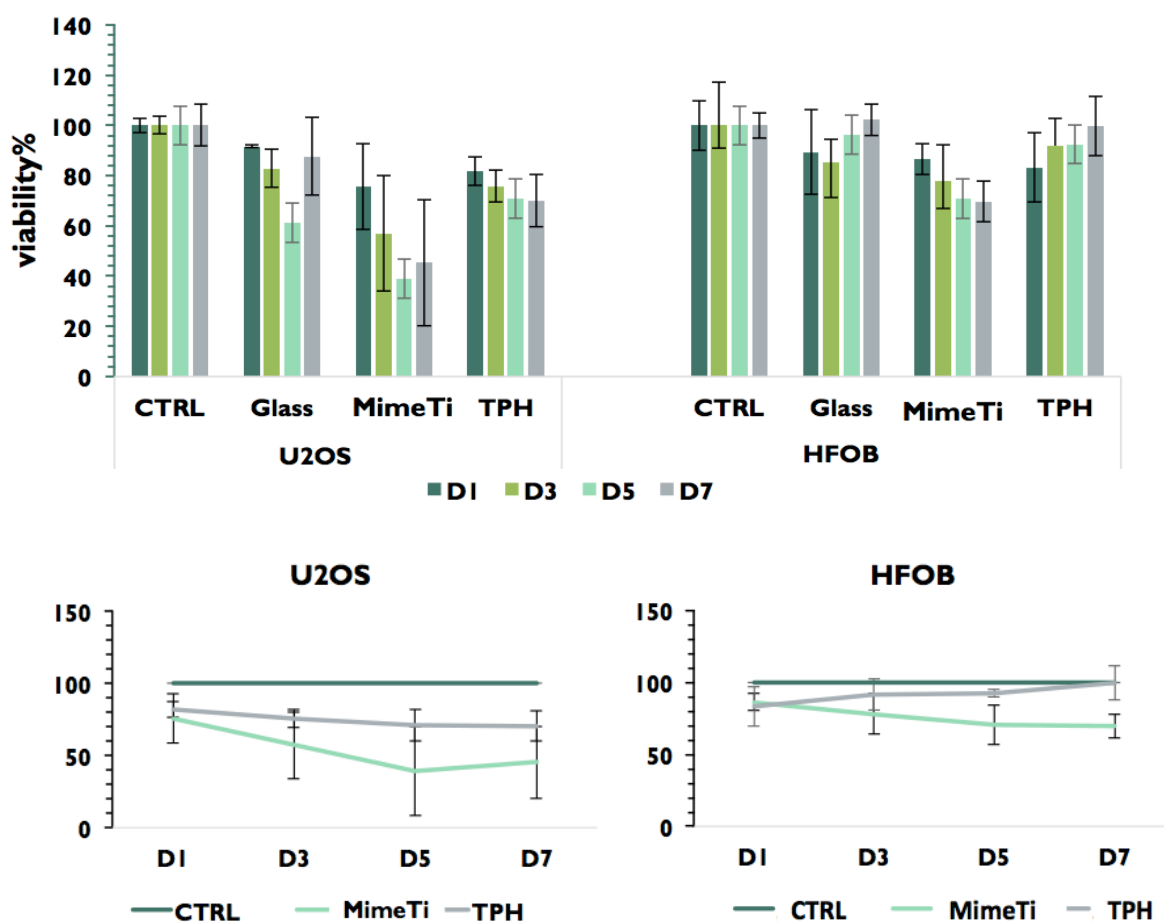 140
120
100
80
60
40
20
0
viability%
CTRL Glass MimeTi TPH CTRL Glass MimeTi TPH
U2OS HFOB
D1 D3 D5 D7
U2OS
150
100
50
0
D1 D3 D5 D7
CTRL MimeTi TPH
HFOB
150
100
50
0
D1 D3 D5 D7
CTRL MimeTi TPH